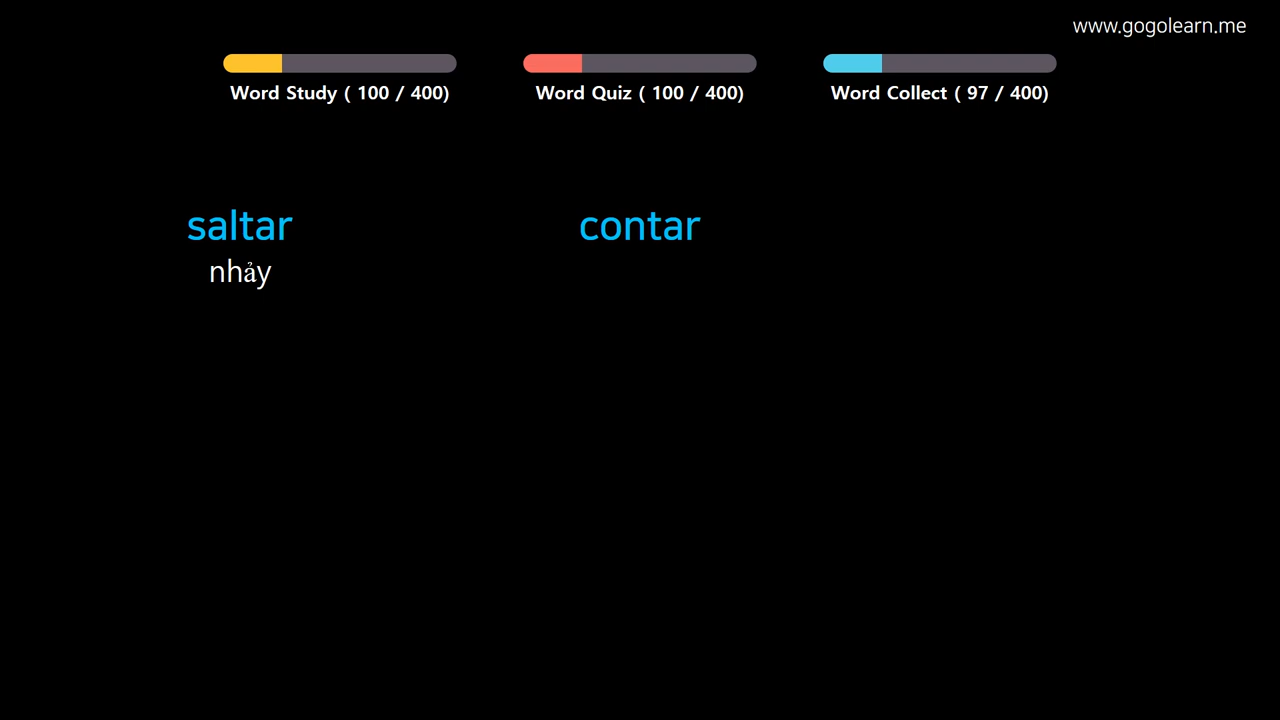 www.gogolearn.me
Word Study ( 100 / 400)
Word Quiz ( 100 / 400)
Word Collect ( 97 / 400)
saltar
contar
nhảy